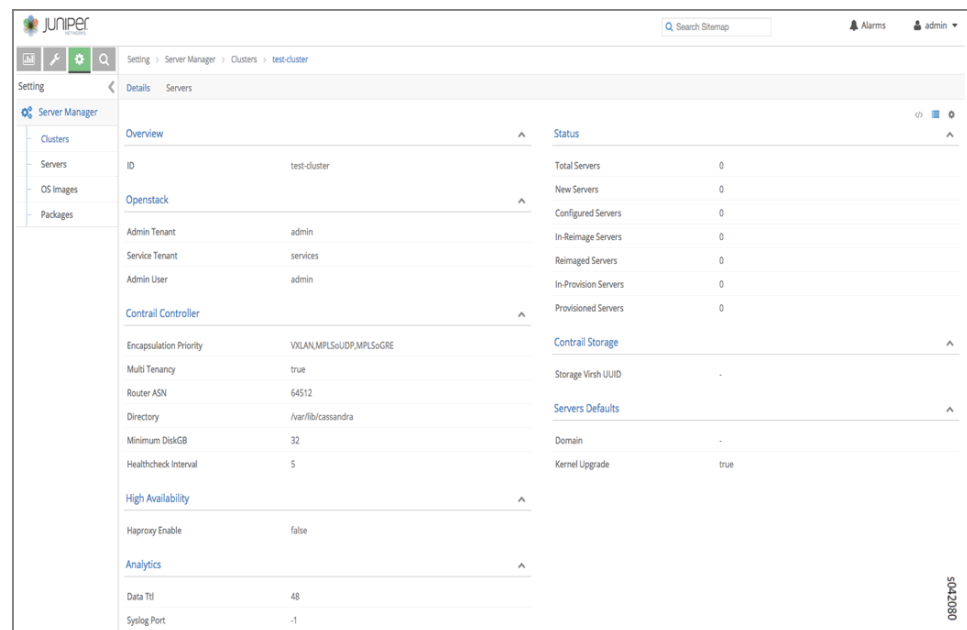 JUNIPER
NETWORKS
Search Sitemap
Alarms
admin
Setting > Server Manager > Clusters > test-cluster
Setting
Details Servers
Server Manager
Clusters
Servers
OS Images
Packages
Overview
ID test-cluster
Openstack
Admin Tenant admin
Service Tenant services
Admin User admin
Contrail Controller
Encapsulation Priority VXLAN,MPLSoUDP,MPLSoGRE
Multi Tenancy true
Router ASN 64512
Directory /var/lib/cassandra
Minimum DiskGB 32
Healthcheck Interval 5
High Availability
Haproxy Enable false
Analytics
Data Ttl 48
Syslog Port -1
Status
Total Servers 0
New Servers 0
Configured Servers 0
In-Reimage Servers 0
Reimaged Servers 0
In-Provision Servers 0
Provisioned Servers 0
Contrail Storage
Storage Virsh UUID -
Servers Defaults
Domain -
Kernel Upgrade true
s042080